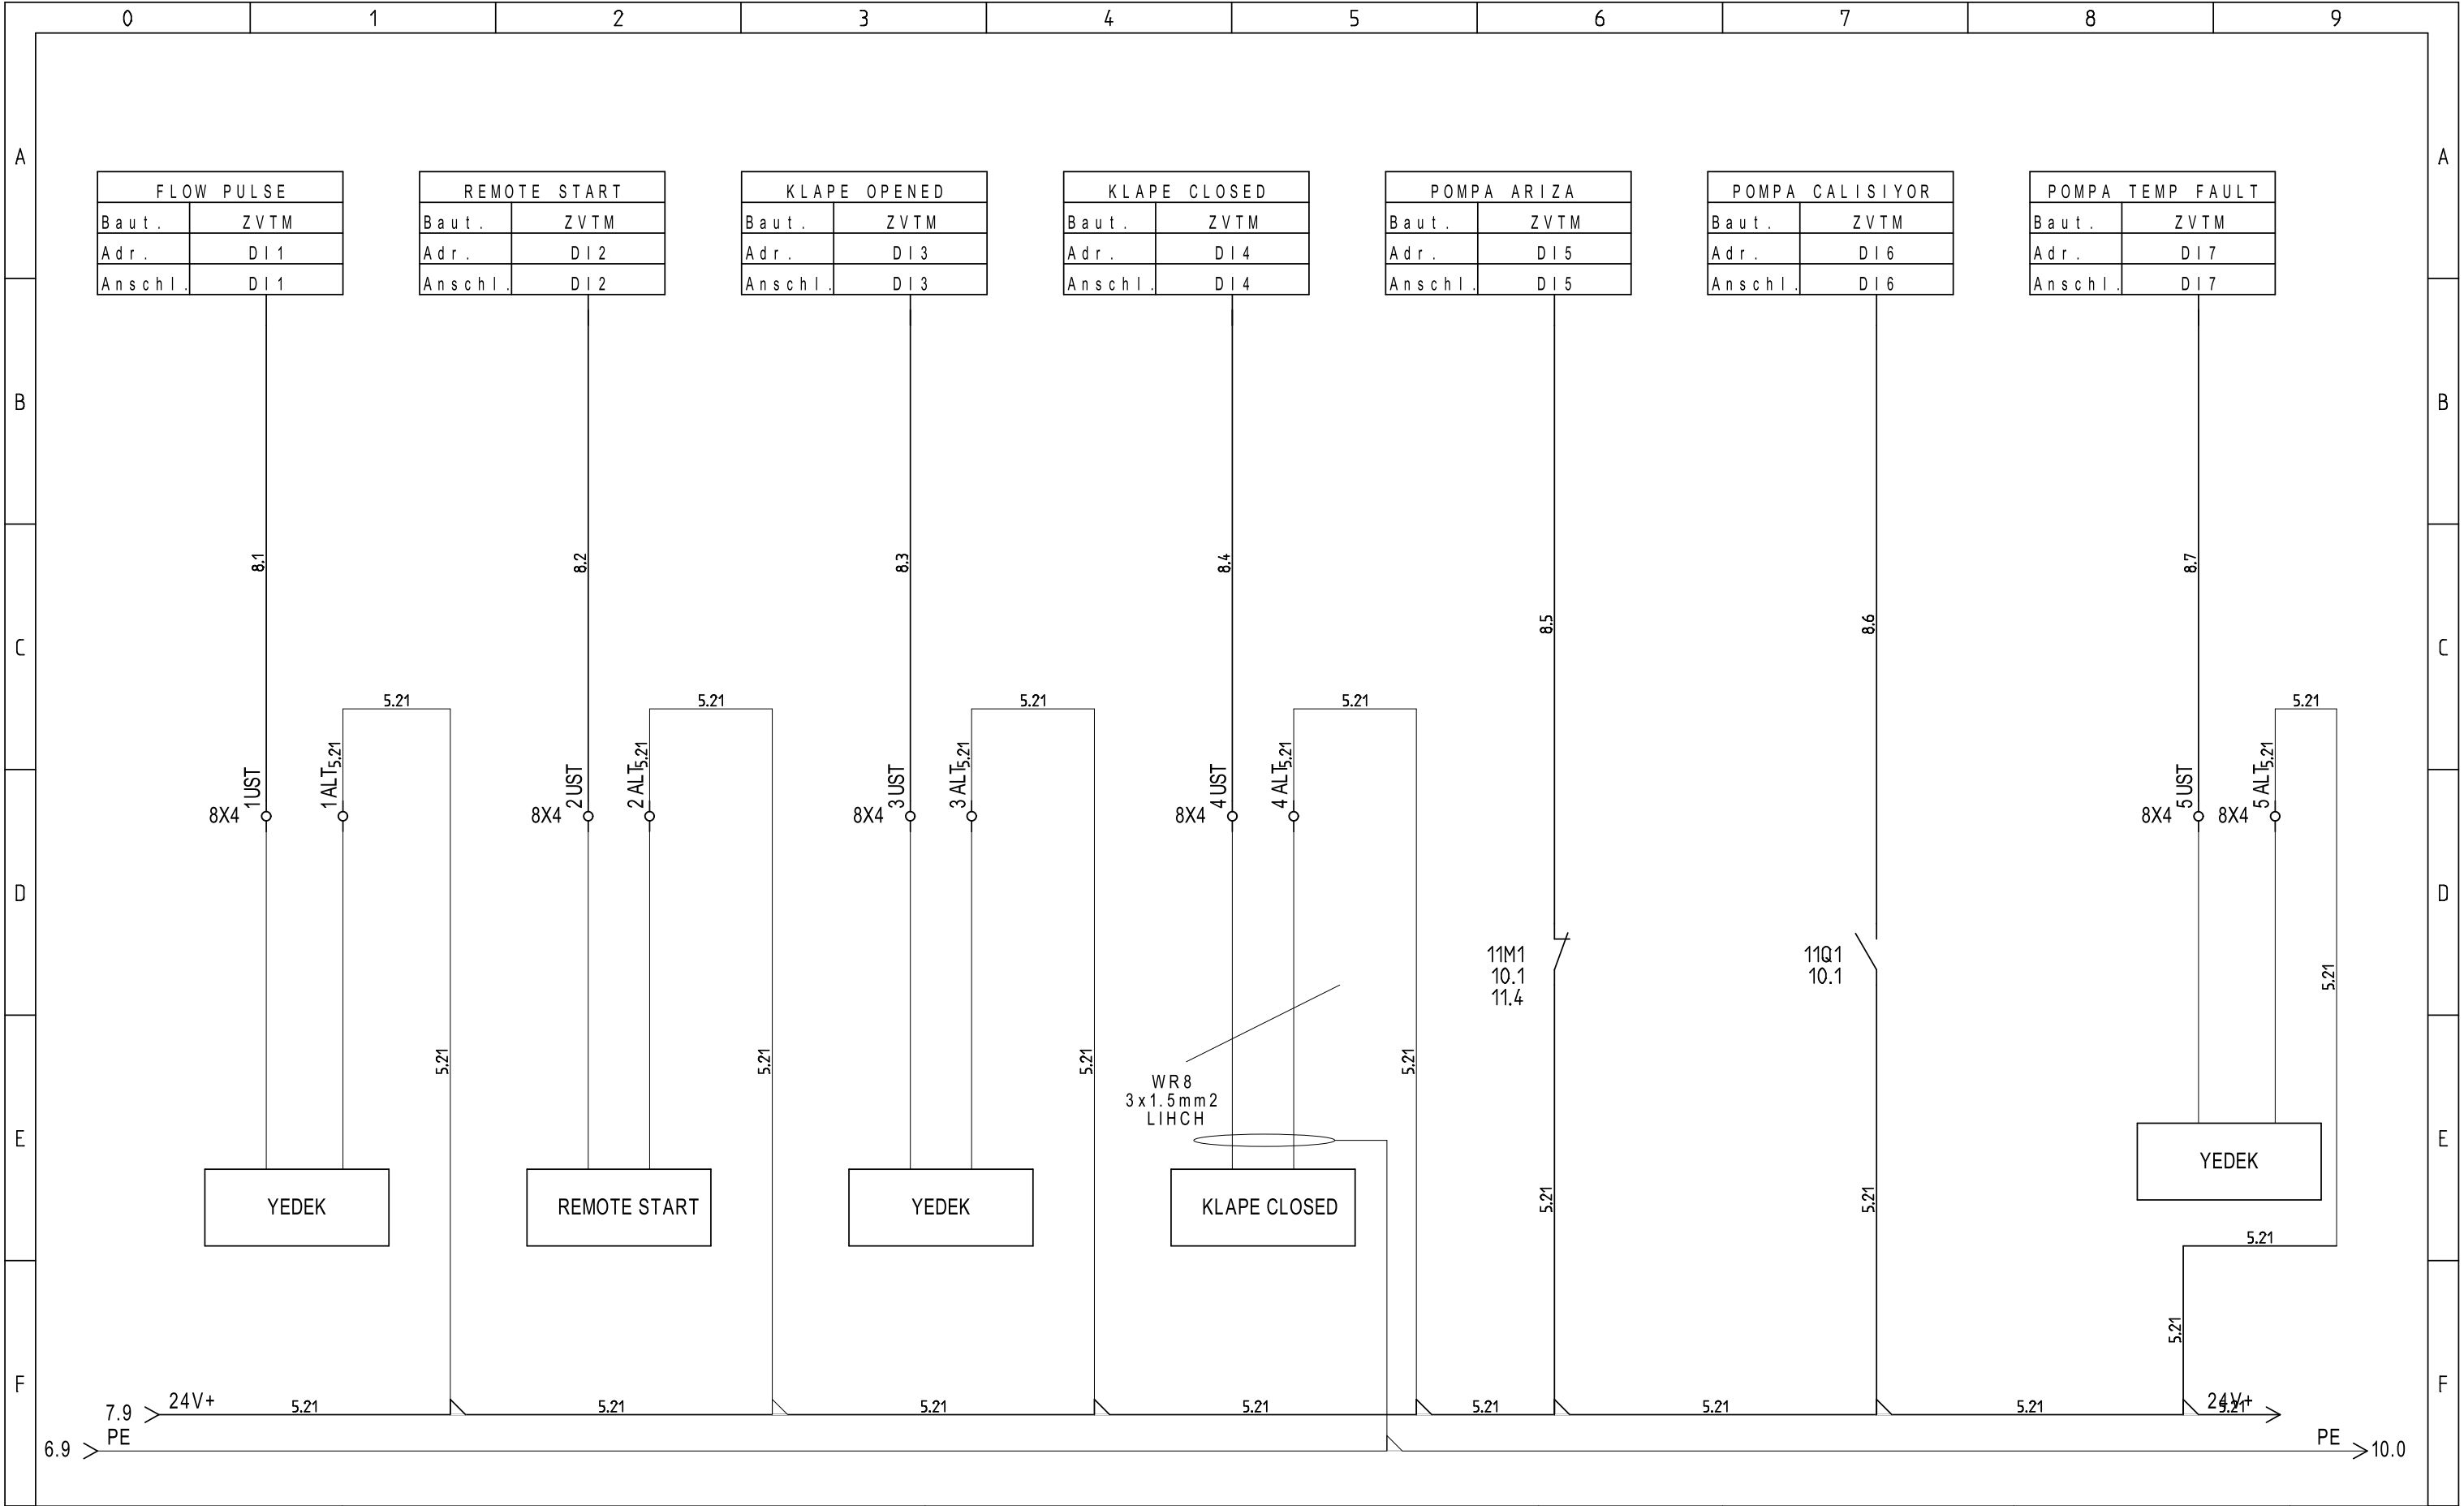 0 1 2 3 4 5 6 7 8 9
A A
FLOW PULSE REMOTE START KLAPE OPENED KLAPE CLOSED POMPA ARIZA POMPA CALISIYOR POMPA TEMP FAULT
Baut. ZVTM Baut. ZVTM Baut. ZVTM Baut. ZVTM Baut. ZVTM Baut. ZVTM Baut. ZVTM
Adr. DI1 Adr. DI2 Adr. DI3 Adr. DI4 Adr. DI5 Adr. DI6 Adr. DI7
Anschl. DI1 Anschl. DI2 Anschl. DI3 Anschl. DI4 Anschl. DI5 Anschl. DI6 Anschl. DI7
B B
8.1 8.2 8.3 8.4 8.7
8.5 8.6
C C
5.21 5.21 5.21 5.21 5.21
5.21 5.21 5.21 5.21 5.21
1UST 1ALT 2UST 2ALT 3UST 3ALT 4UST 4ALT 5UST 5ALT
8X4 8X4 8X4 8X4 8X4 8X4
D D
11M1 11Q1
10.1 10.1
11.4
5.21
5.21 5.21 5.21 5.21
WR8
3x1.5mm2
LIHCH
E E
YEDEK
YEDEK REMOTE START YEDEK KLAPE CLOSED
5.21 5.21
5.21
5.21
F F
7.9 24V+ 5.21 5.21 5.21 5.21 5.21 5.21 5.21 5.21 24V+
6.9 PE PE 10.0